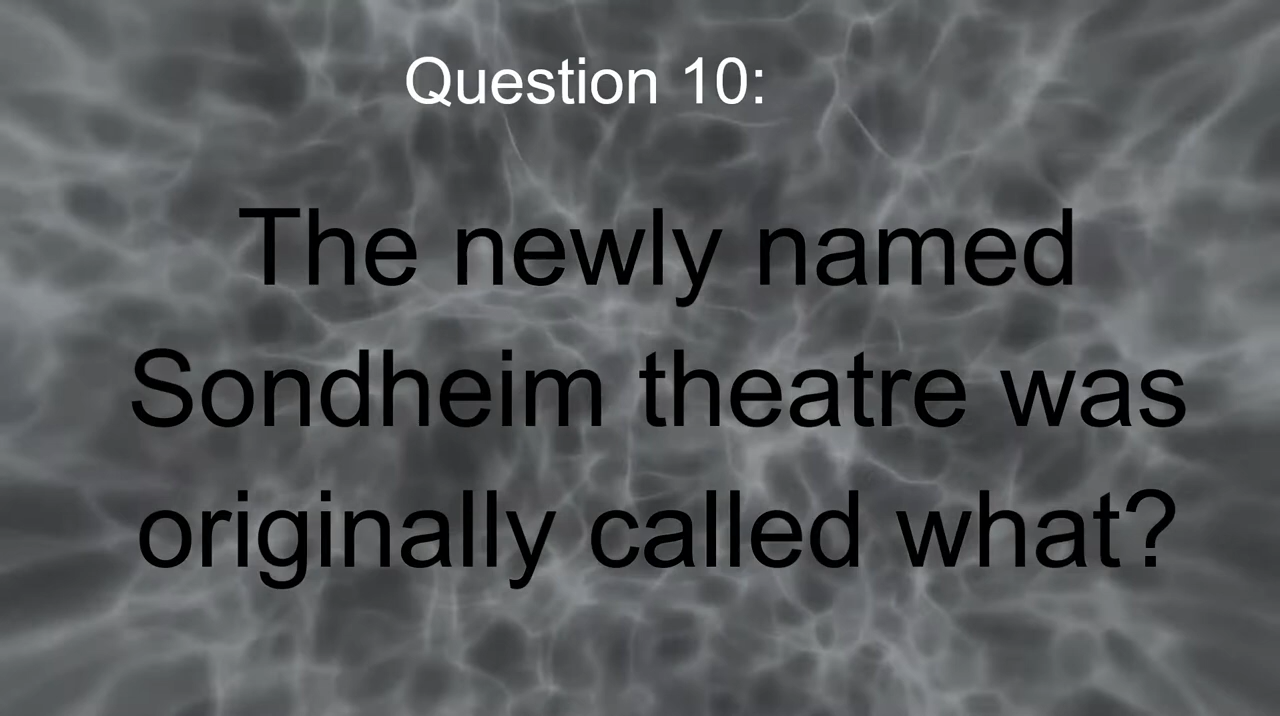 Question 10:
The newly named
Sondheim theatre was
originally called what?